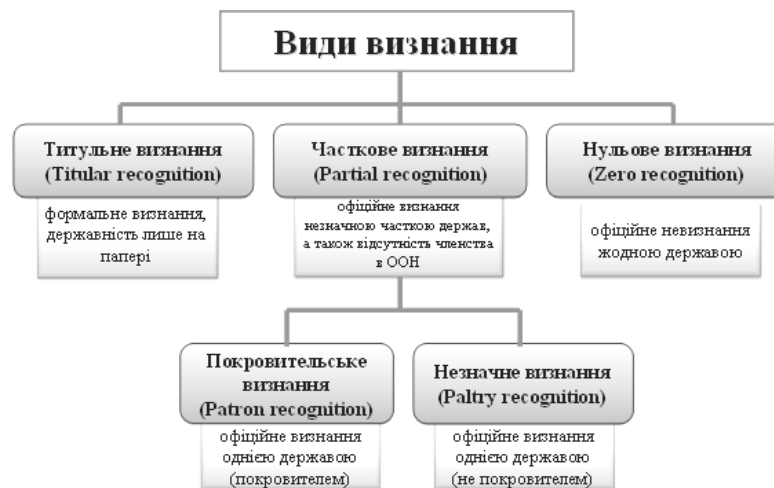 Види визнання
Титульне визнання
(Titular recognition)
формальне визнання,
державність лише на
папері
Часткове визнання
(Partial recognition)
офіційне визнання
незначною часткою держав,
а також відсутність членства
в ООН
Нульове визнання
(Zero recognition)
офіційне невизнання
жодною державою
Покровительське
визнання
(Patron recognition)
офіційне визнання
однією державою
(покровителем)
Незначне визнання
(Paltry recognition)
офіційне визнання
однією державою
(не покровителем)